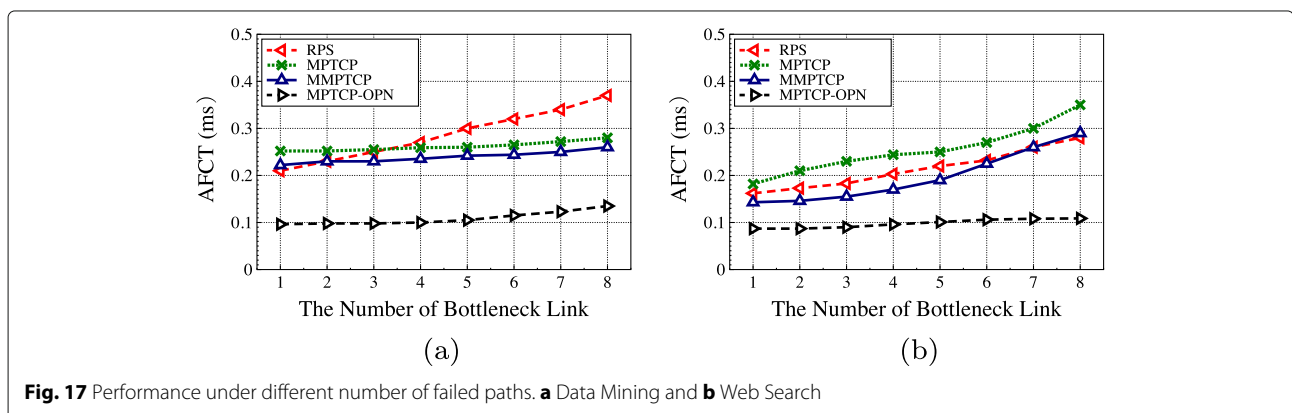 0.5
0.4
0.3
0.2
0.1
0
AFCT (ms)
RPS
MPTCP
MMPTCP
MPTCP-OPN
1 2 3 4 5 6 7 8
The Number of Bottleneck Link
(a)
0.5
0.4
0.3
0.2
0.1
0
AFCT (ms)
RPS
MPTCP
MMPTCP
MPTCP-OPN
1 2 3 4 5 6 7 8
The Number of Bottleneck Link
(b)
Fig. 17 Performance under different number of failed paths. a Data Mining and b Web Search